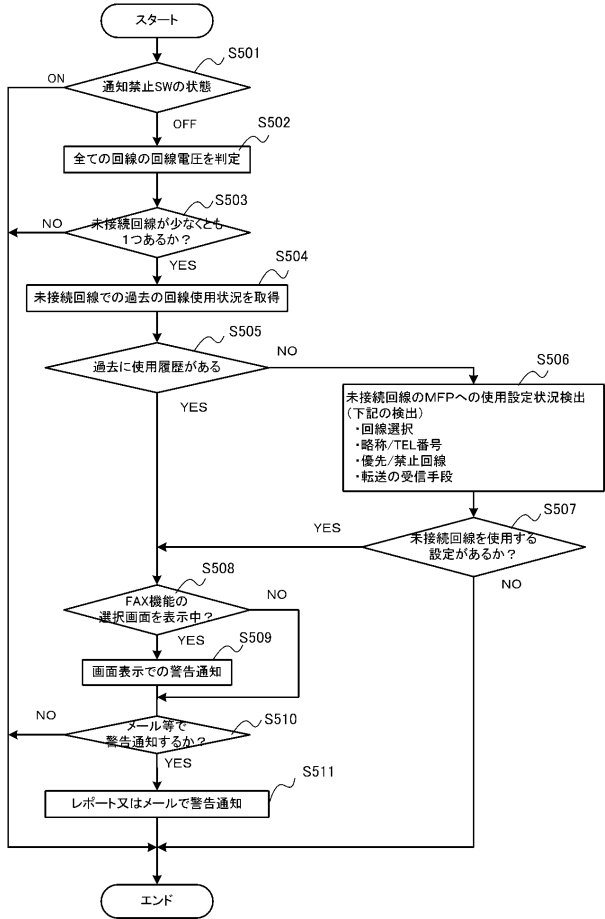 スタート
S501
通知禁止SWの状態
ON
OFF
S502
全ての回線の回線電圧を判定
S503
未接続回線が少なくとも
1つあるか?
NO
YES
S504
未接続回線での過去の回線使用状況を取得
S505
過去に使用履歴がある
NO
YES
S506
未接続回線のMFPへの使用設定状況検出
(下記の検出)
・回線選択
・略称/TEL番号
・優先/禁止回線
・転送の受信手段
S507
未接続回線を使用する
設定があるか?
YES
NO
S508
FAX機能の
選択画面を表示中?
NO
YES
S509
画面表示での警告通知
S510
メール等で
警告通知するか?
NO
YES
S511
レポート又はメールで警告通知
エンド